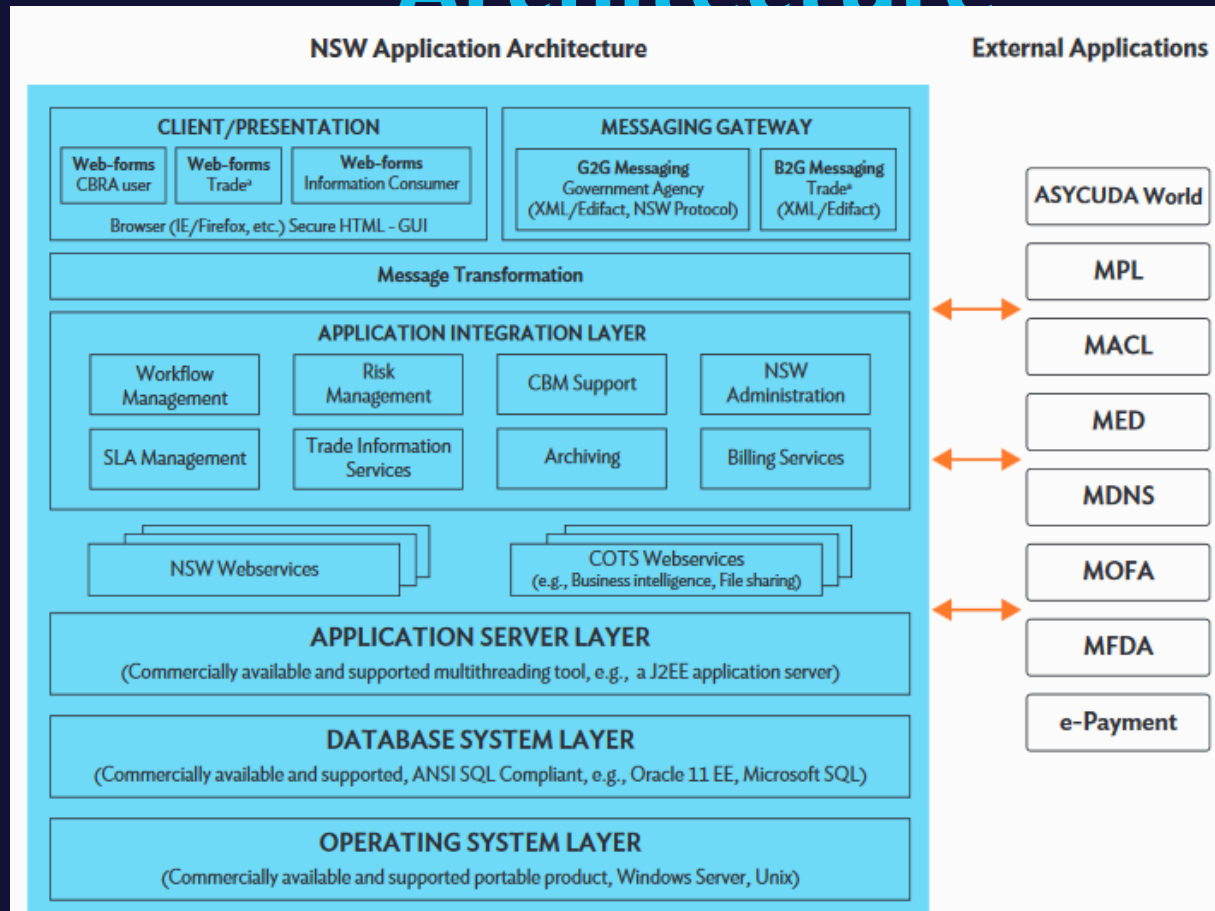 Architecture
NSW Application Architecture
External Applications
CLIENT/PRESENTATION
Web-forms
CBRA user
Web-forms
Tradeª
Web-forms
Information Consumer
Browser (IE/Firefox, etc.) Secure HTML - GUI
MESSAGING GATEWAY
G2G Messaging
Government Agency
(XML/Edifact, NSW Protocol)
B2G Messaging
Tradeª
(XML/Edifact)
Message Transformation
APPLICATION INTEGRATION LAYER
Workflow
Management
Risk
Management
CBM Support
NSW
Administration
SLA Management
Trade Information
Services
Archiving
Billing Services
NSW Webservices
COTS Webservices
(e.g., Business intelligence, File sharing)
APPLICATION SERVER LAYER
(Commercially available and supported multithreading tool, e.g., a J2EE application server)
DATABASE SYSTEM LAYER
(Commercially available and supported, ANSI SQL Compliant, e.g., Oracle 11 EE, Microsoft SQL)
OPERATING SYSTEM LAYER
(Commercially available and supported portable product, Windows Server, Unix)
ASYCUDA World
MPL
MACL
MED
MDNS
MOFA
MFDA
e-Payment